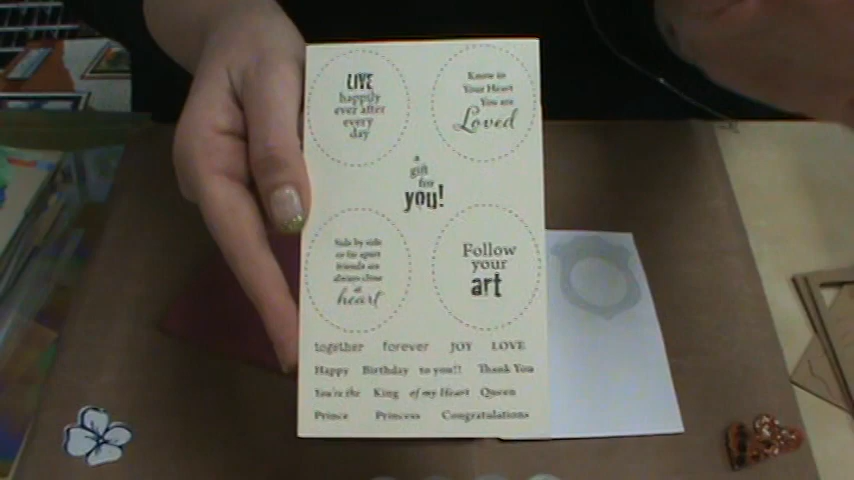 LIVE
happily
ever after
every
day
Know in
Your Heart
You are
Loved
a
gift
for
you!
Side by side
or far apart
friends are
always close
at
heart
Follow
your
art
together forever JOY LOVE
Happy Birthday to you!! Thank You
You're the King of my Heart Queen
Prince Princess Congratulations